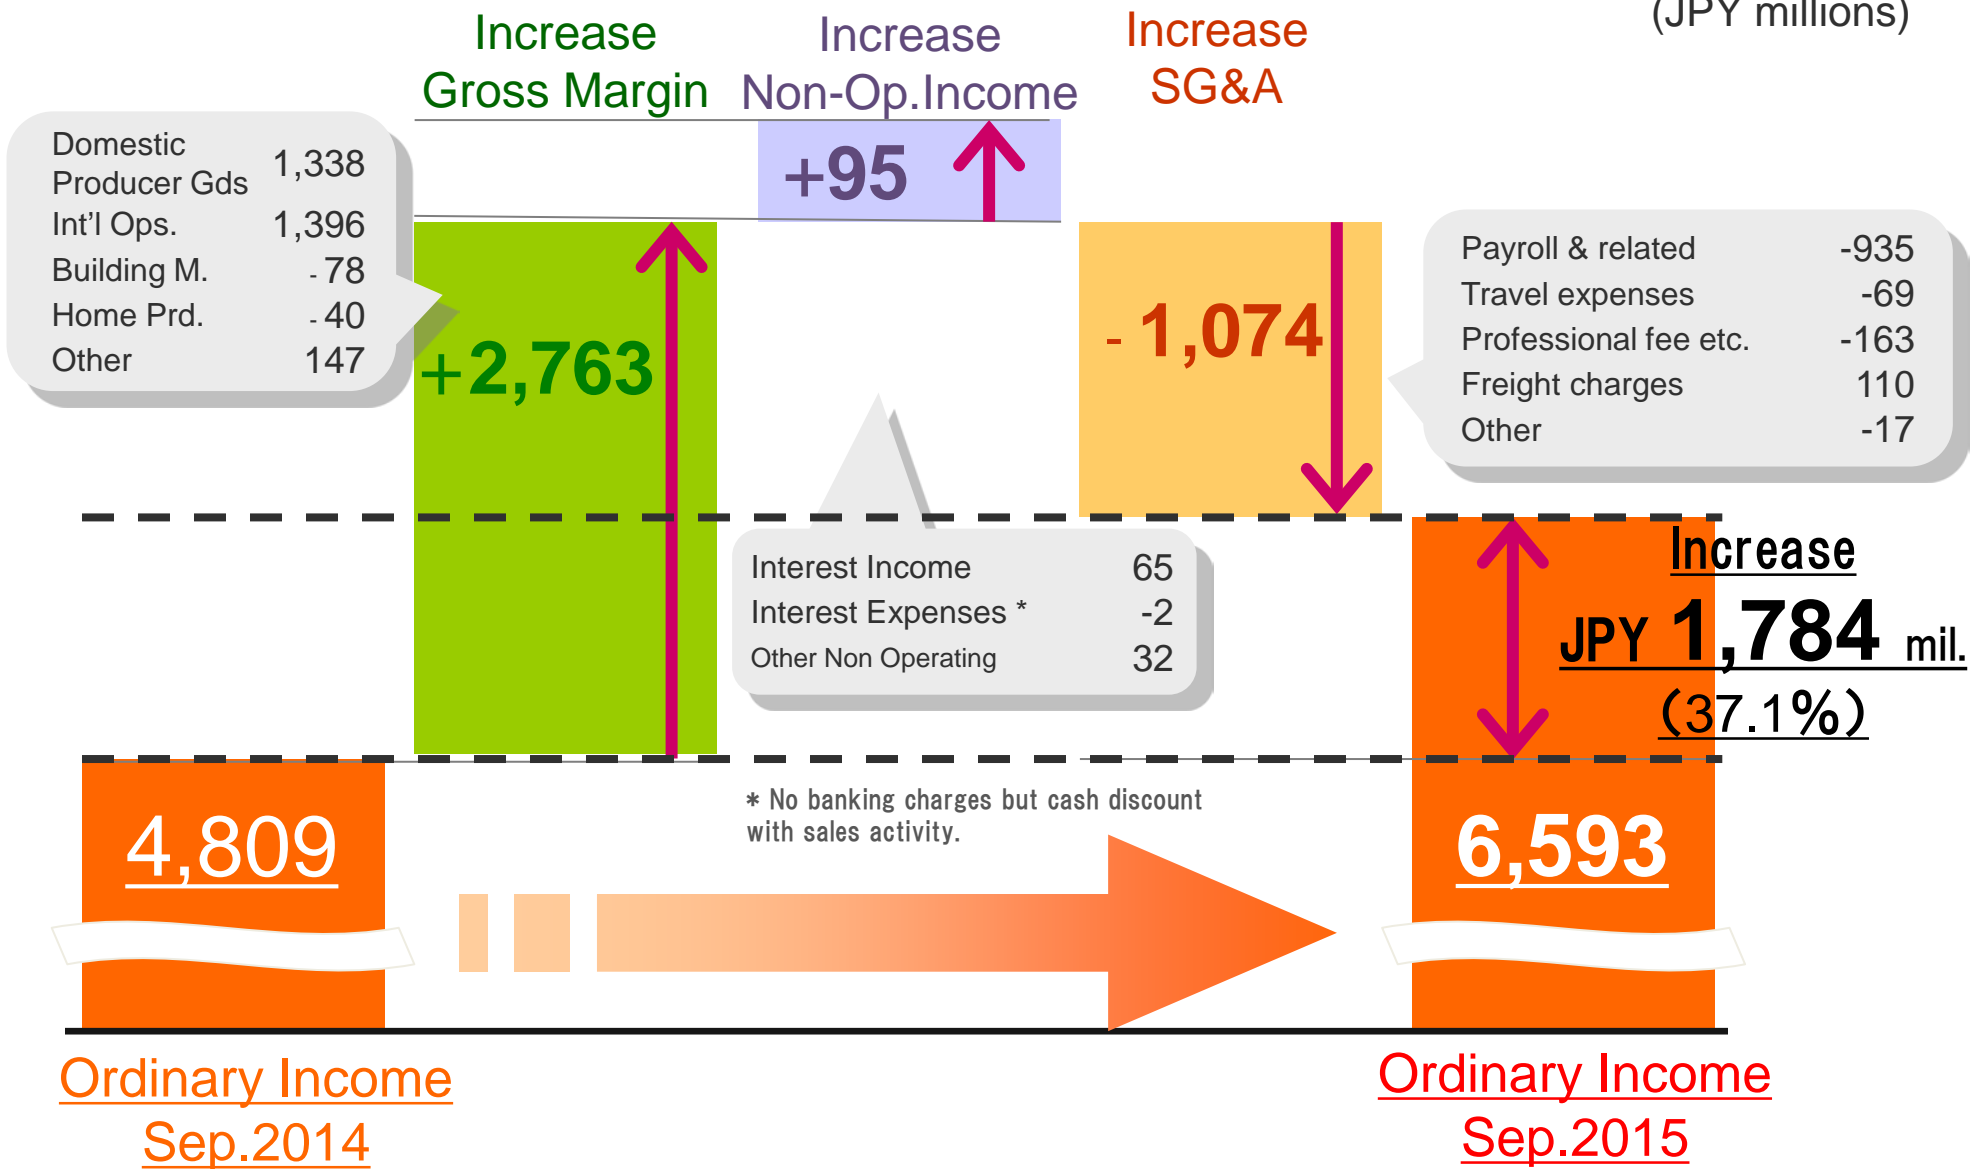 (JPY millions)
Increase
Gross Margin
Increase
Non-Op.Income
Increase
SG&A
Domestic
Producer Gds 1,338
Int'l Ops. 1,396
Building M. - 78
Home Prd. - 40
Other 147
+2,763
+95
- 1,074
Payroll & related -935
Travel expenses -69
Professional fee etc. -163
Freight charges 110
Other -17
Interest Income 65
Interest Expenses * -2
Other Non Operating 32
Increase
JPY 1,784 mil.
(37.1%)
* No banking charges but cash discount
with sales activity.
4,809
6,593
Ordinary Income
Sep.2014
Ordinary Income
Sep.2015